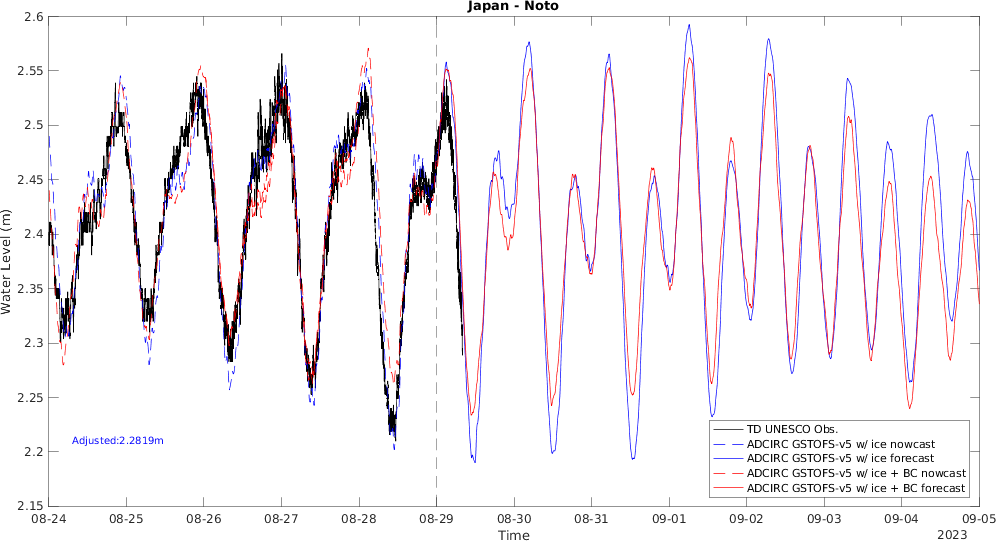 Japan - Noto
2.6
2.55
2.5
2.45
2.4
2.35
2.3
2.25
2.2
2.15
Water Level (m)
Adjusted:2.2819m
TD UNESCO Obs.
ADCIRC GSTOFS-v5 w/ ice nowcast
ADCIRC GSTOFS-v5 w/ ice forecast
ADCIRC GSTOFS-v5 w/ ice + BC nowcast
ADCIRC GSTOFS-v5 w/ ice + BC forecast
08-24 08-25 08-26 08-27 08-28 08-29 08-30 08-31 09-01 09-02 09-03 09-04 09-05
Time
2023